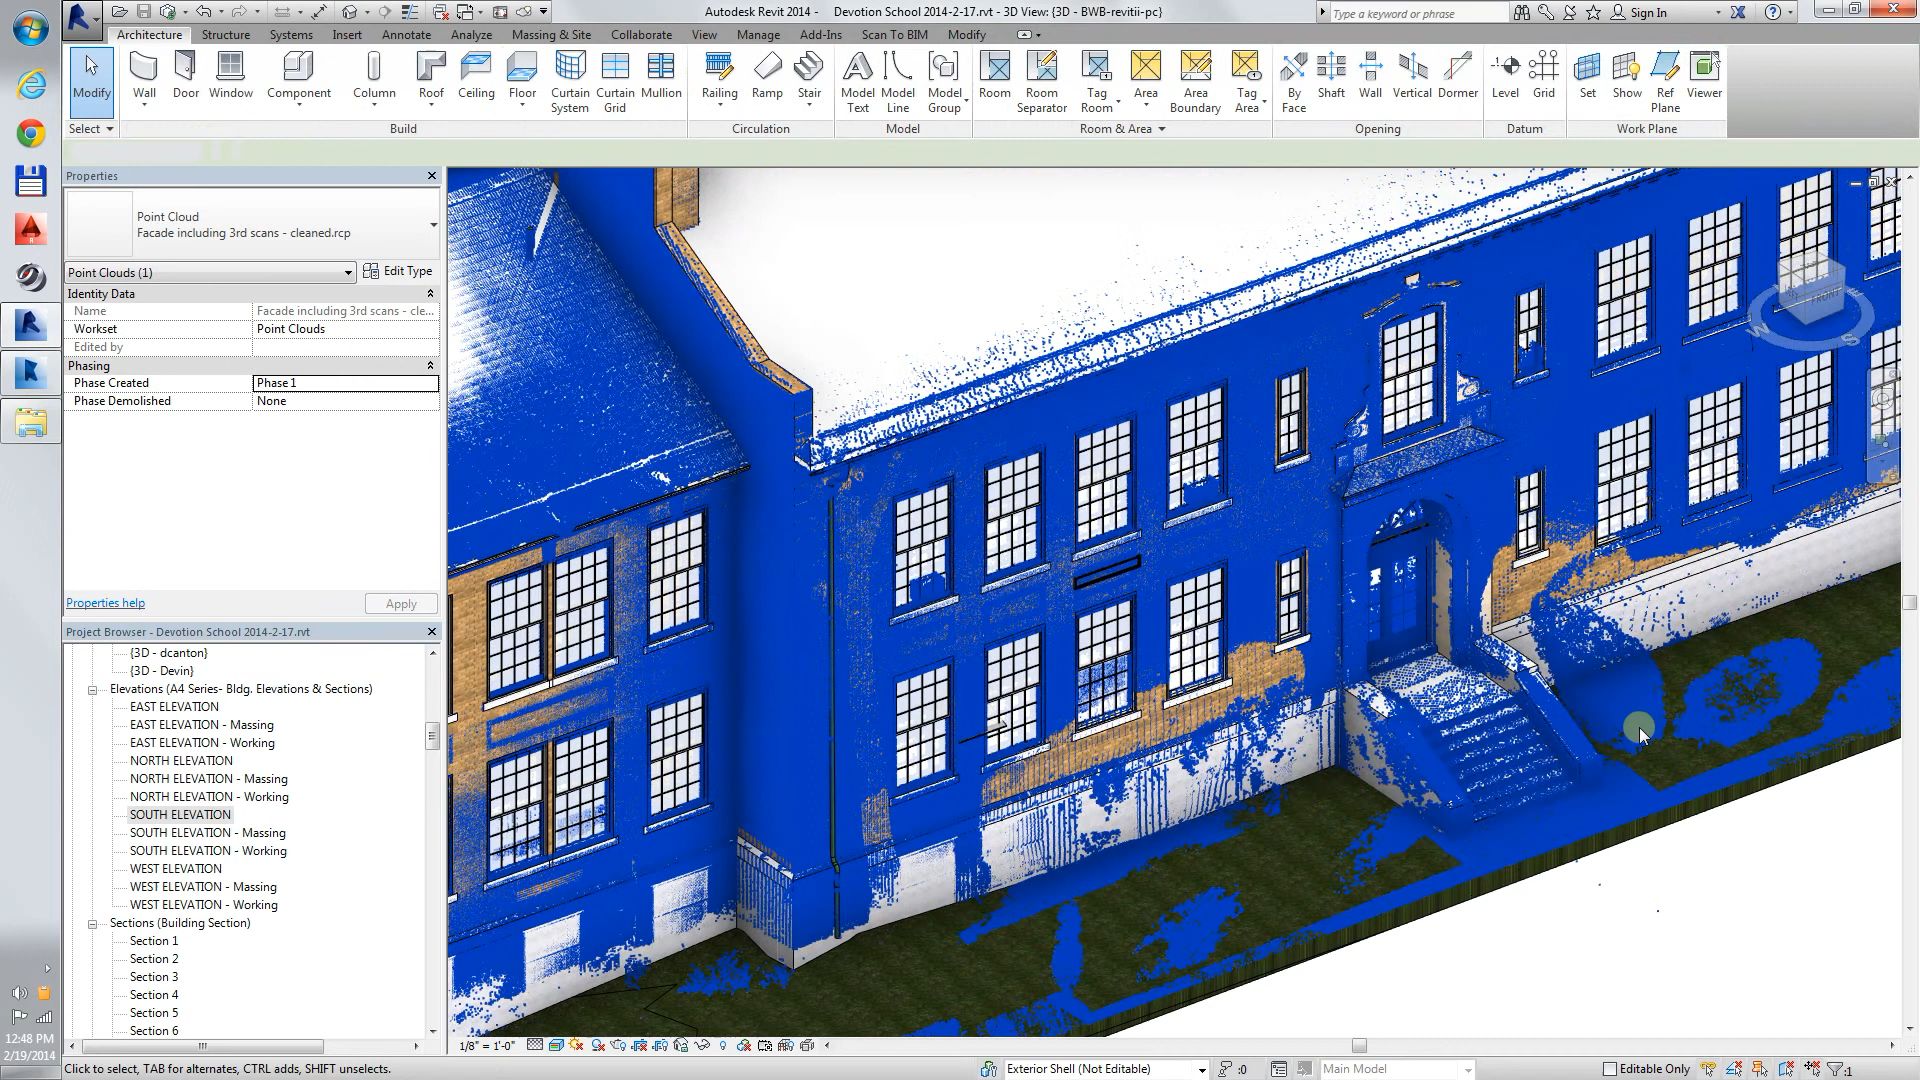 Autodesk Revit 2014 - Devotion School 2014-2-17.rvt - 3D View: {3D - BWB-revitii-pc}
Type a keyword or phrase
Sign In
Architecture Structure Systems Insert Annotate Analyze Massing & Site Collaborate View Manage Add-Ins Scan To BIM Modify
Modify Wall Door Window Component Column Roof Ceiling Floor Curtain System Curtain Grid Mullion Railing Ramp Stair Model Text Model Line Model Group Room Room Separator Tag Room Area Area Boundary Tag Area By Face Shaft Wall Vertical Dormer Level Grid Set Show Ref Plane Viewer
Select Build Circulation Model Room & Area Opening Datum Work Plane
Properties
Point Cloud
Facade including 3rd scans - cleaned.rcp
Point Clouds (1)
Edit Type
Identity Data
Name Facade including 3rd scans - cle...
Workset Point Clouds
Edited by
Phasing
Phase Created Phase 1
Phase Demolished None
Properties help
Apply
Project Browser - Devotion School 2014-2-17.rvt
{3D - dcanton}
{3D - Devin}
Elevations (A4 Series- Bldg. Elevations & Sections)
EAST ELEVATION
EAST ELEVATION - Massing
EAST ELEVATION - Working
NORTH ELEVATION
NORTH ELEVATION - Massing
NORTH ELEVATION - Working
SOUTH ELEVATION
SOUTH ELEVATION - Massing
SOUTH ELEVATION - Working
WEST ELEVATION
WEST ELEVATION - Massing
WEST ELEVATION - Working
Sections (Building Section)
Section 1
Section 2
Section 3
Section 4
Section 5
Section 6
FRONT
W
S
1/8" = 1'-0"
12:48 PM
2/19/2014
Click to select, TAB for alternates, CTRL adds, SHIFT unselects.
Exterior Shell (Not Editable)
:0
Main Model
Editable Only
:1